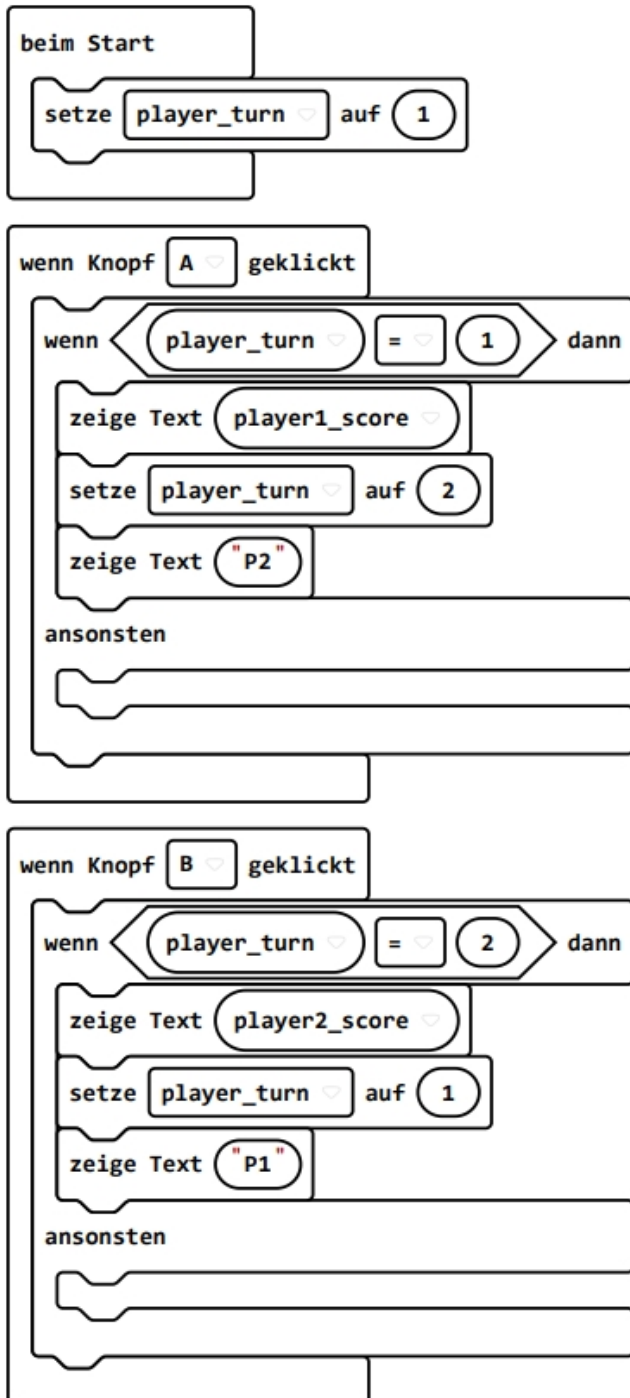 beim Start
setze player_turn auf 1
wenn Knopf A geklickt
wenn player_turn = 1 dann
zeige Text player1_score
setze player_turn auf 2
zeige Text "P2"
ansonsten
wenn Knopf B geklickt
wenn player_turn = 2 dann
zeige Text player2_score
setze player_turn auf 1
zeige Text "P1"
ansonsten